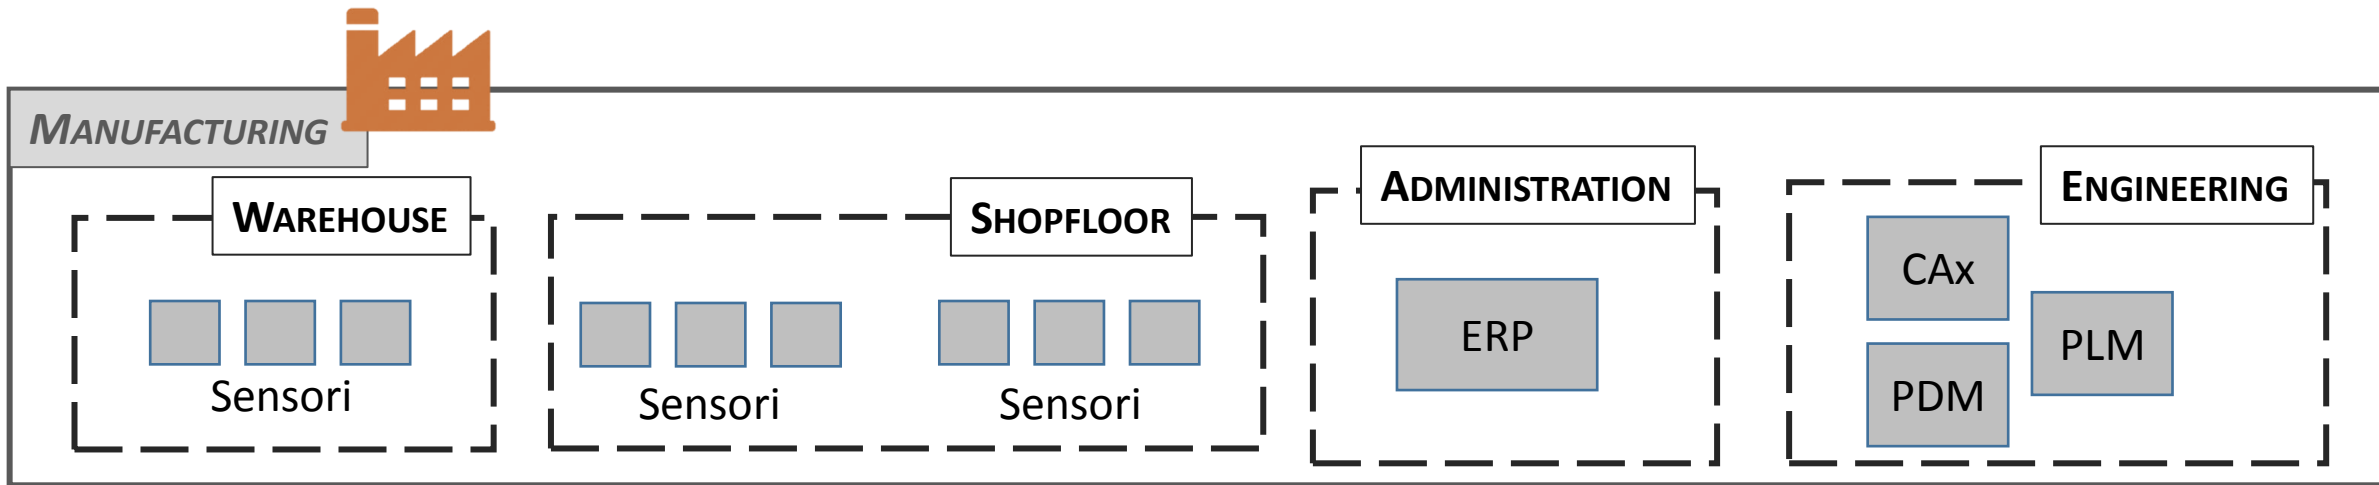 MANUFACTURING
WAREHOUSE
Sensori
SHOPFLOOR
Sensori
Sensori
ADMINISTRATION
ERP
ENGINEERING
CAx
PLM
PDM